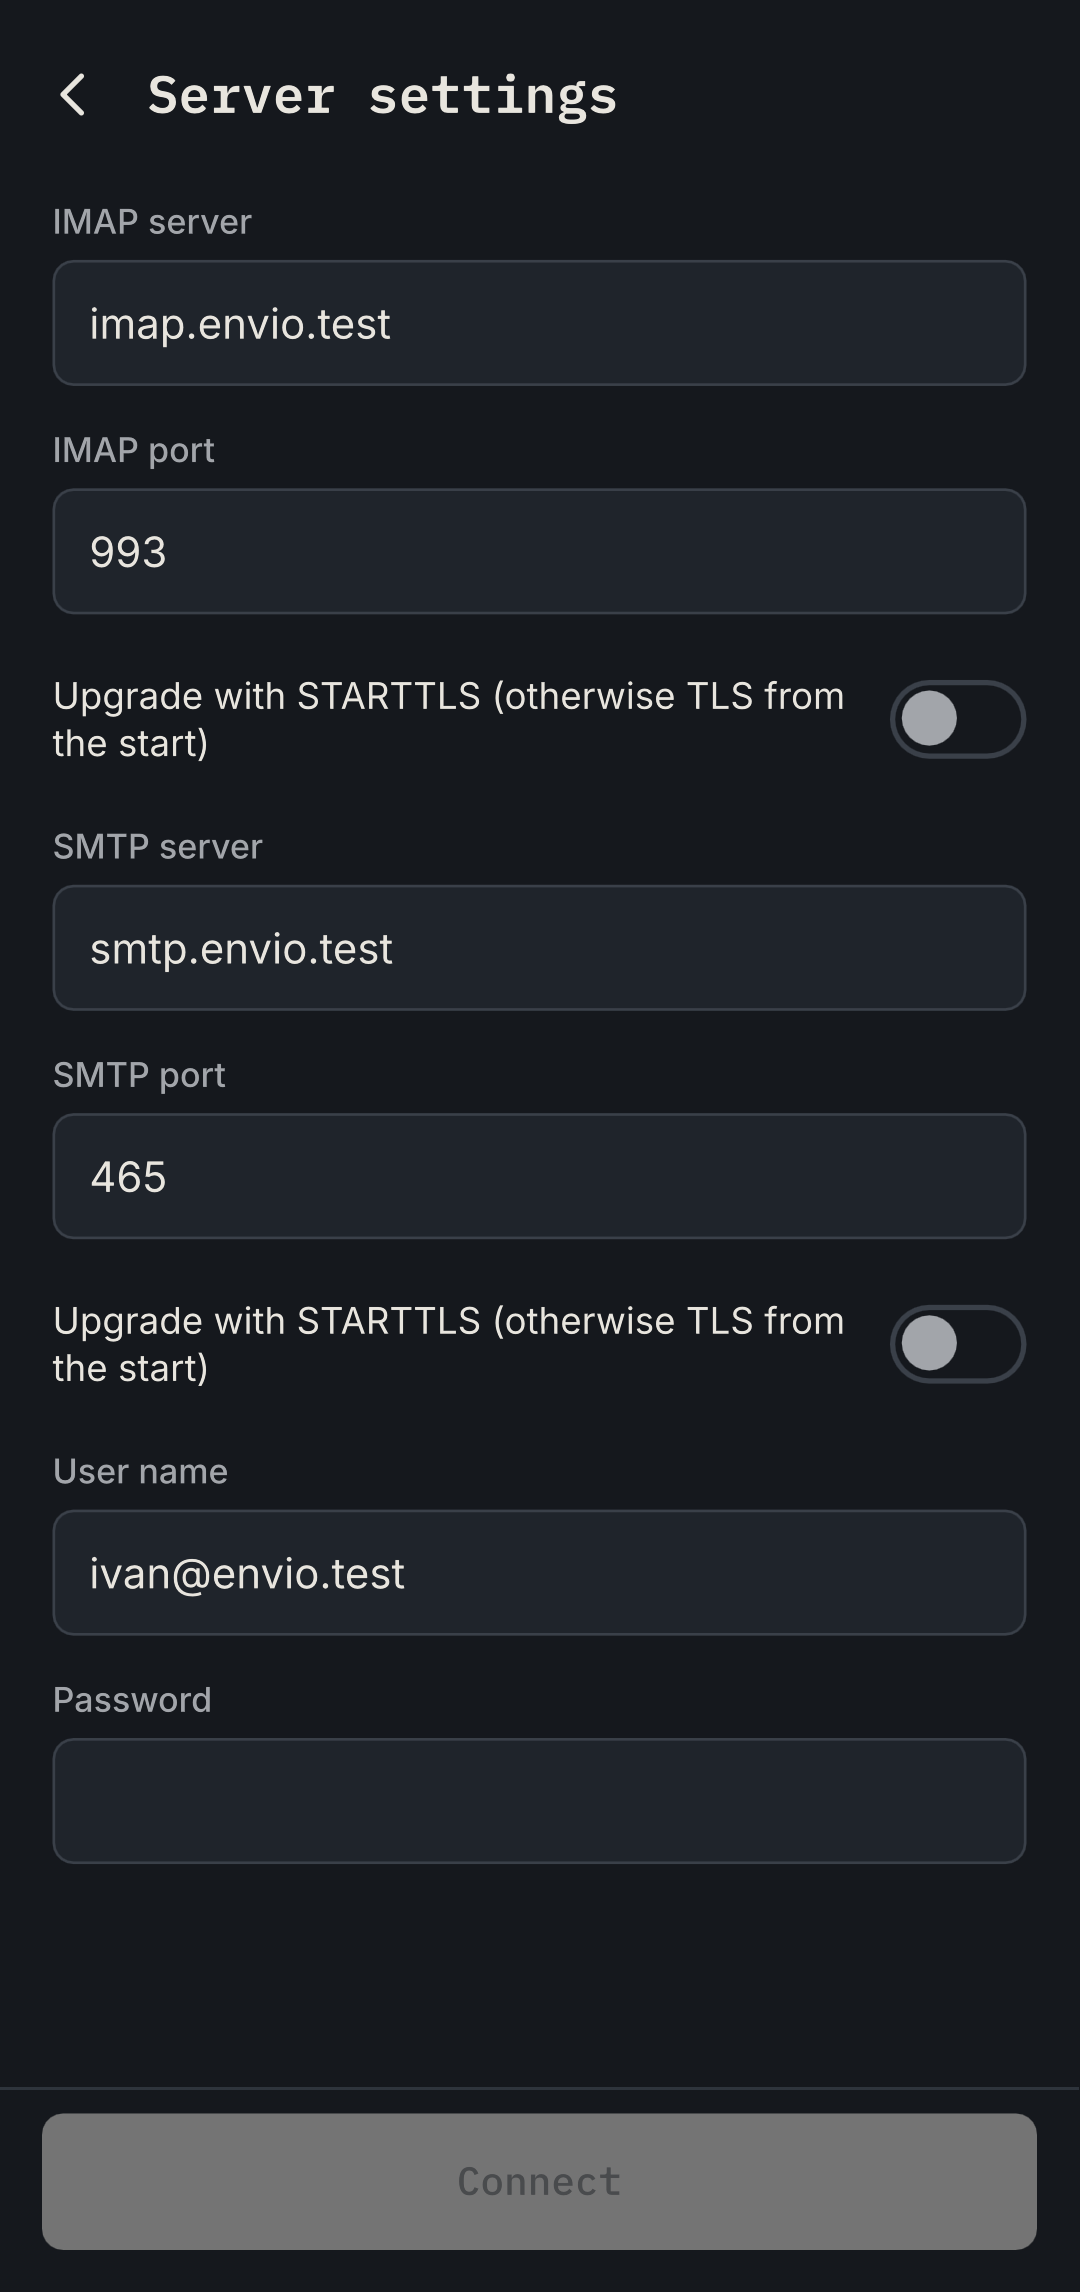 Server settings
IMAP server
imap.envio.test
IMAP port
993
Upgrade with STARTTLS (otherwise TLS from
the start)
SMTP server
smtp.envio.test
SMTP port
465
Upgrade with STARTTLS (otherwise TLS from
the start)
User name
ivan@envio.test
Password
Connect